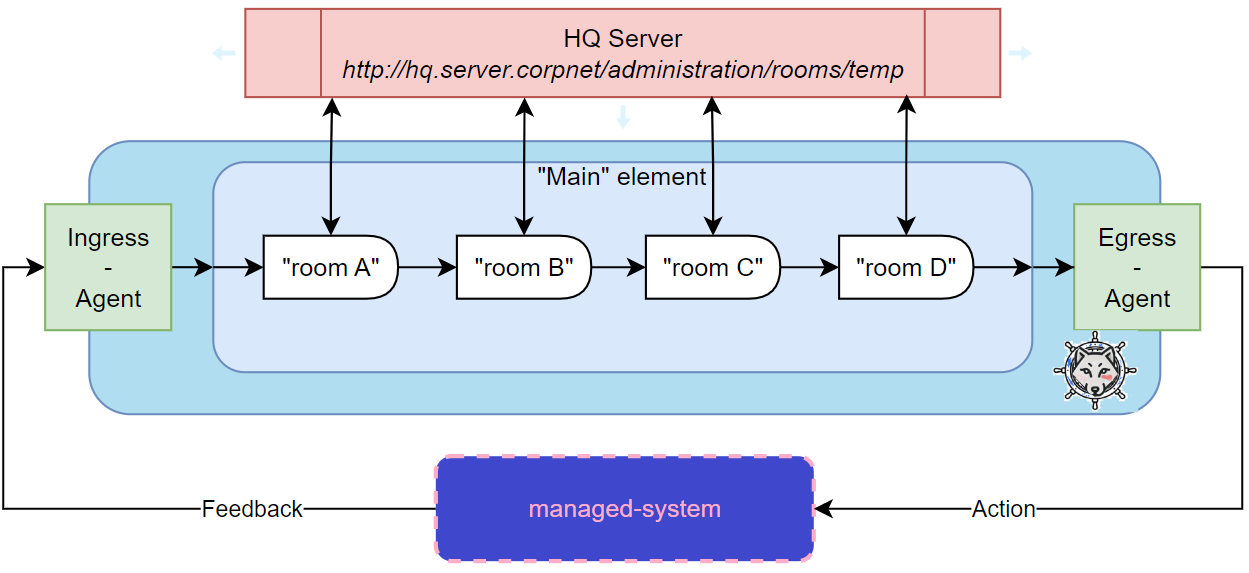 HQ Server
http://hq.server.corpnet/administration/rooms/temp
"Main" element
Ingress
-
Agent
"room A"
"room B"
"room C"
"room D"
Egress
-
Agent
Feedback
managed-system
Action